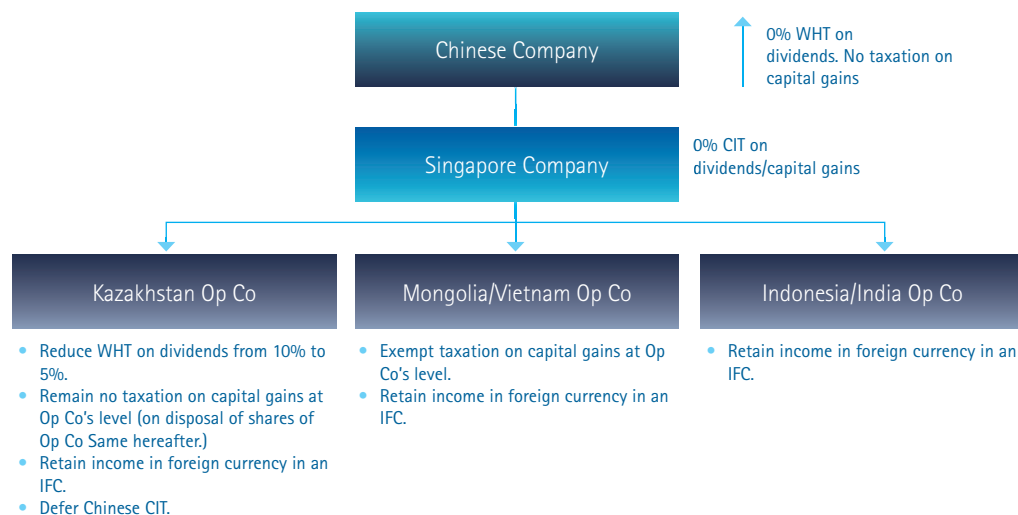 Chinese Company
0% WHT on
dividends. No taxation on
capital gains
Singapore Company
0% CIT on
dividends/capital gains
Kazakhstan Op Co
Mongolia/Vietnam Op Co
Indonesia/India Op Co
• Reduce WHT on dividends from 10% to
5%.
• Remain no taxation on capital gains at
Op Co's level (on disposal of shares of
Op Co Same hereafter.)
• Retain income in foreign currency in an
IFC.
• Defer Chinese CIT.
• Exempt taxation on capital gains at Op
Co's level.
• Retain income in foreign currency in an
IFC.
• Retain income in foreign currency in an
IFC.